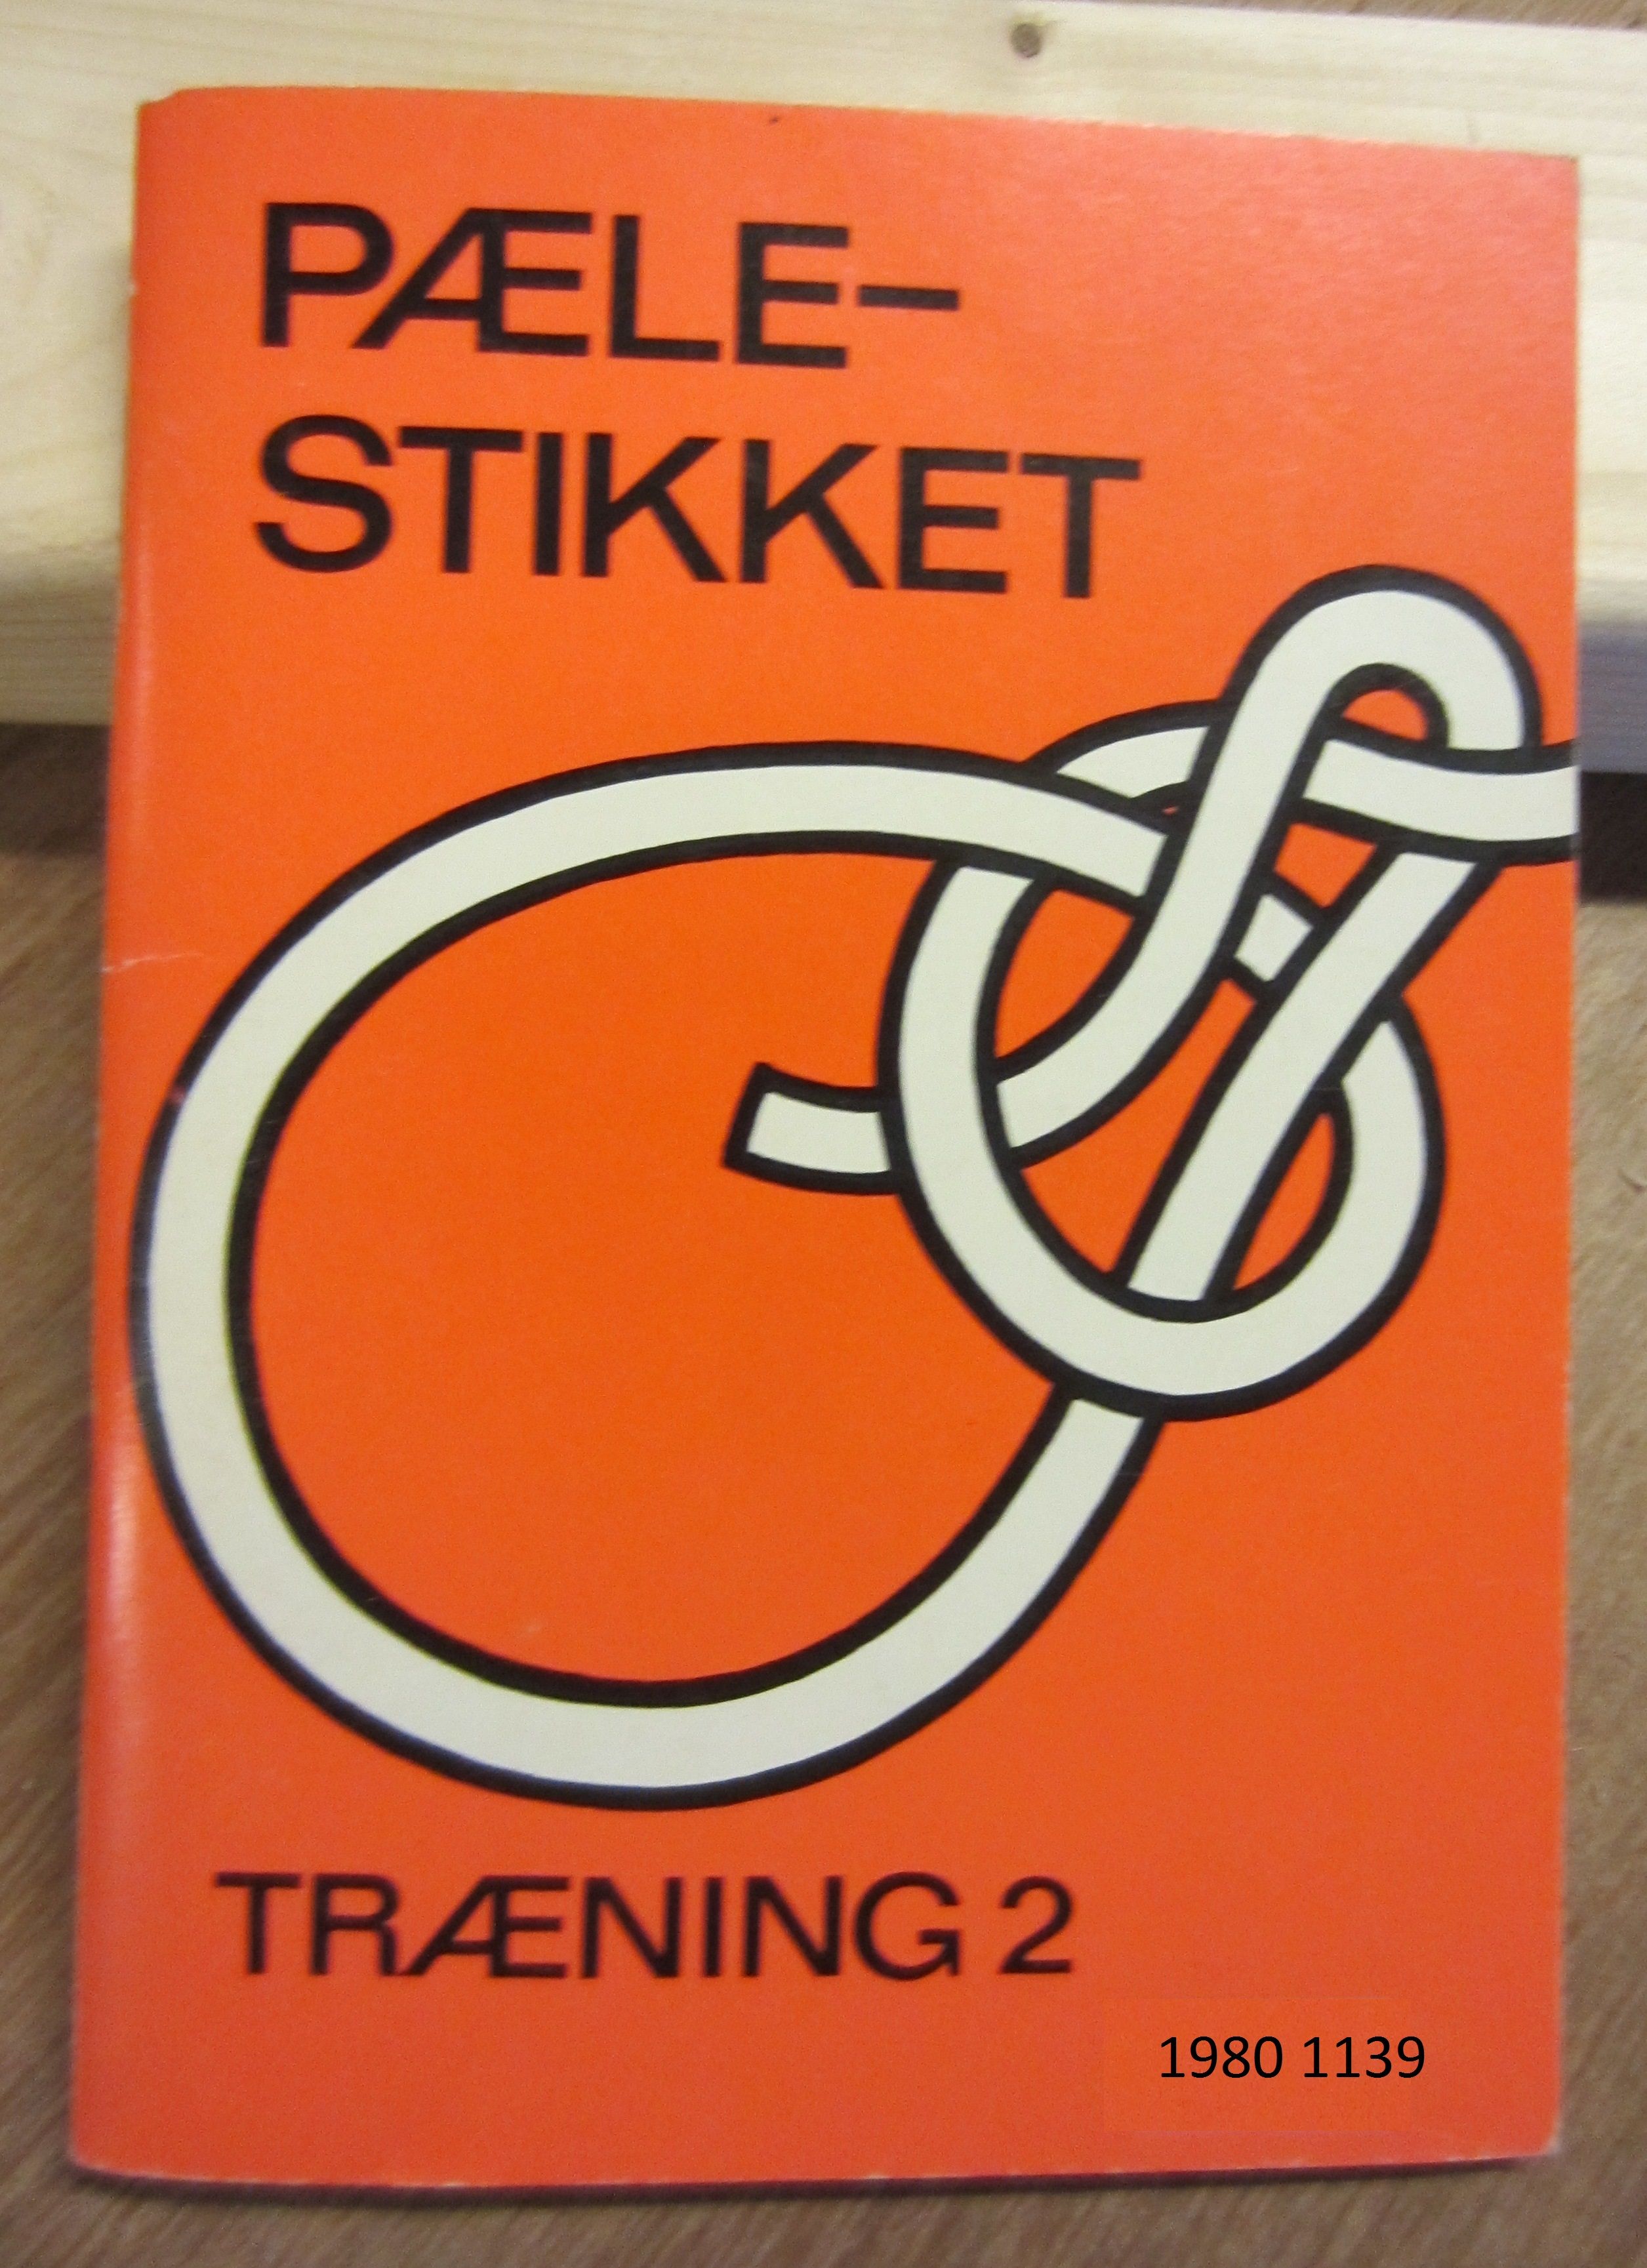 PÆLE-
STIKKET
TRÆNING 2
1980 1139